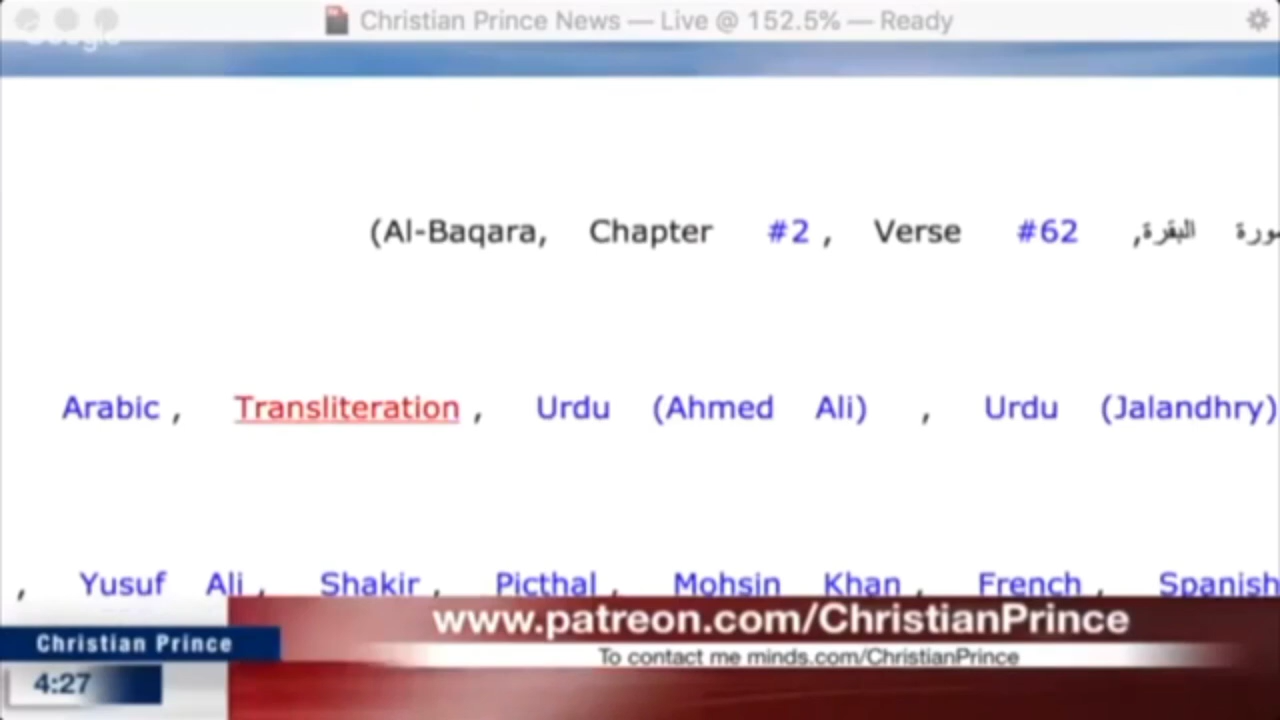 Christian Prince News — Live @ 152.5% — Ready
Google
(Al-Baqara, Chapter #2 , Verse #62 ,سورة البقرة
Arabic , Transliteration , Urdu (Ahmed Ali) , Urdu (Jalandhry)
, Yusuf Ali , Shakir , Picthal , Mohsin Khan , French , Spanish
www.patreon.com/ChristianPrince
Christian Prince
To contact me minds.com/ChristianPrince
4:27